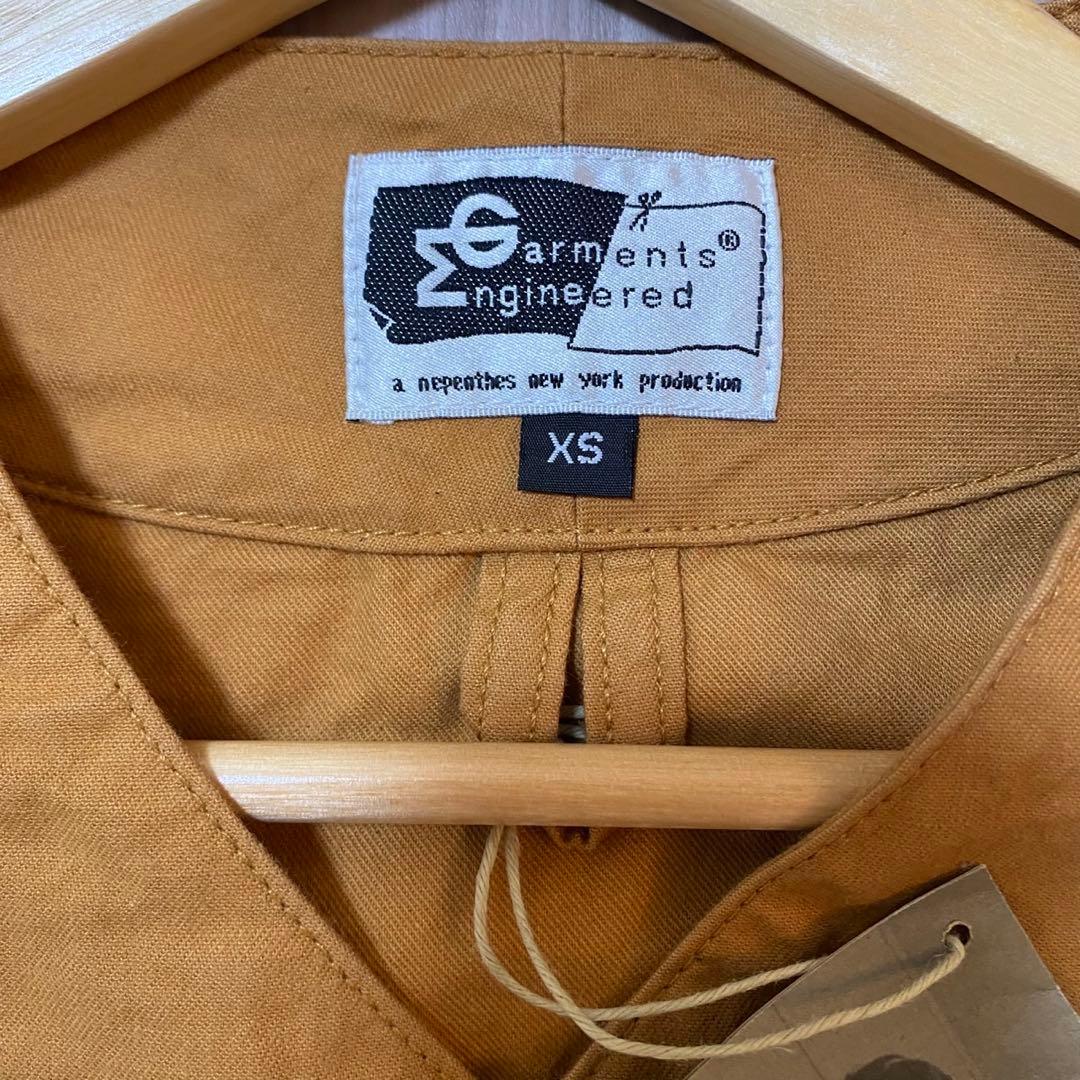 Garments®
Engineered
a nepenthes new york production
XS